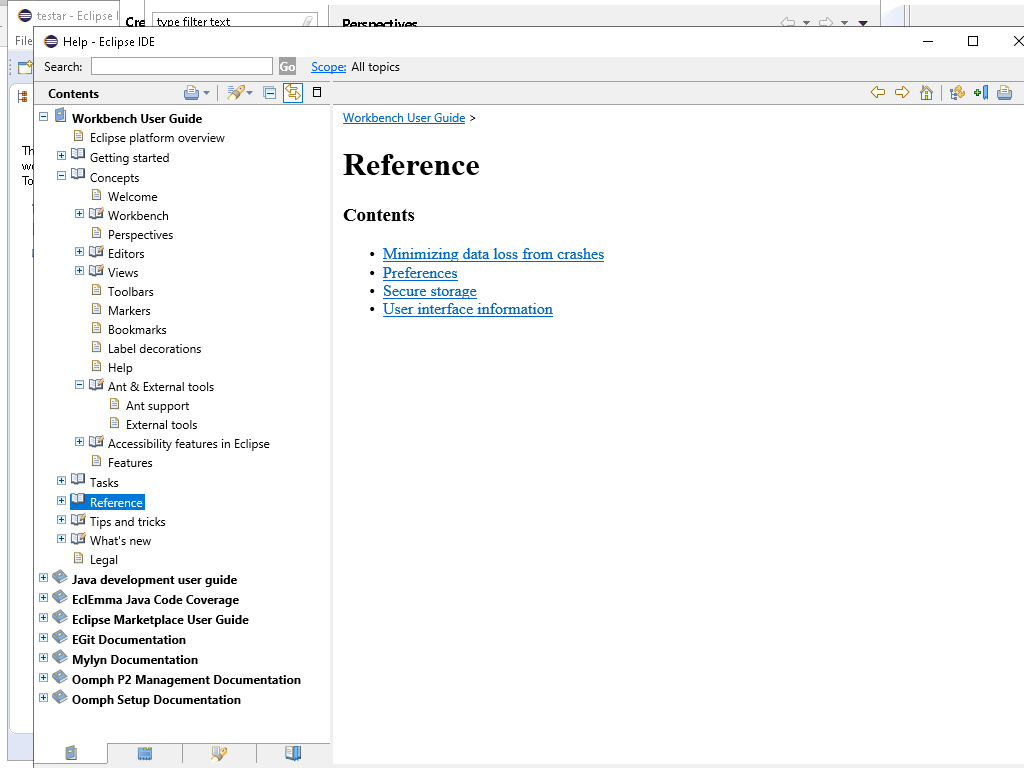 testar - Eclipse I
Cre
type filter text
Perspectives
File
Help - Eclipse IDE
Search:
Go
Scope: All topics
Contents
Workbench User Guide
Eclipse platform overview
Getting started
Concepts
Welcome
Workbench
Perspectives
Editors
Views
Toolbars
Markers
Bookmarks
Label decorations
Help
Ant & External tools
Ant support
External tools
Accessibility features in Eclipse
Features
Tasks
Reference
Tips and tricks
What's new
Legal
Java development user guide
EclEmma Java Code Coverage
Eclipse Marketplace User Guide
EGit Documentation
Mylyn Documentation
Oomph P2 Management Documentation
Oomph Setup Documentation
Workbench User Guide >
Reference
Contents
• Minimizing data loss from crashes
• Preferences
• Secure storage
• User interface information